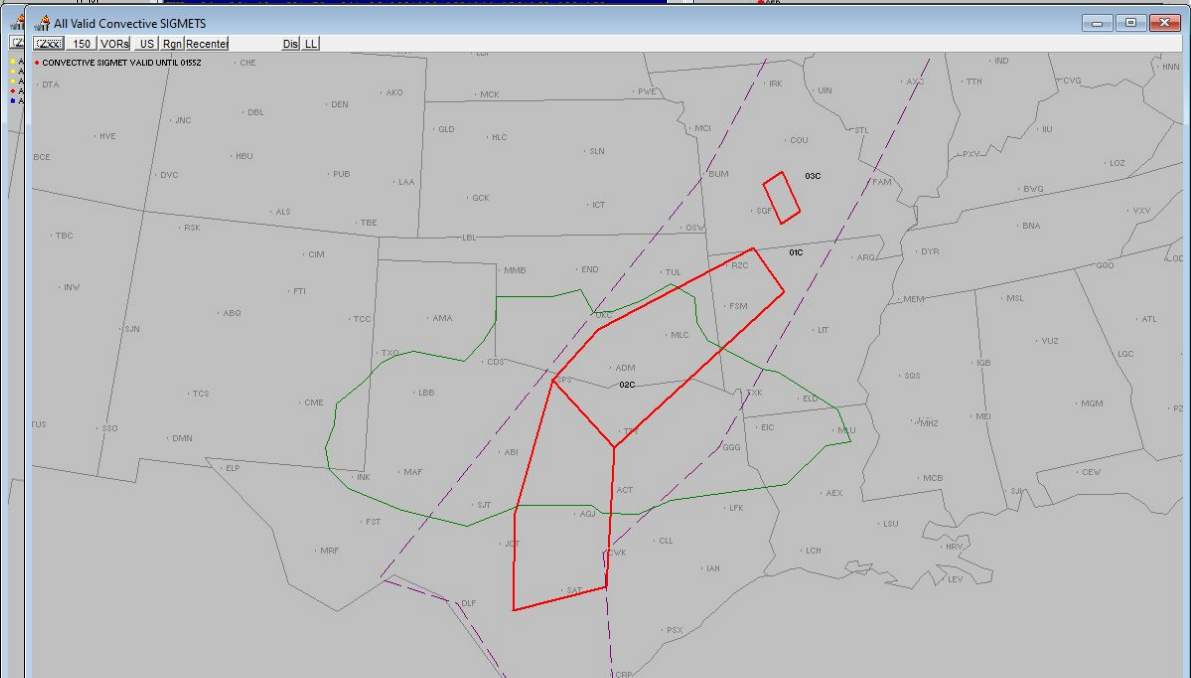 All Valid Convective SIGMETS
150 VORs US Rgn Recenter Dis LL
CONVECTIVE SIGMET VALID UNTIL 0155Z
CHE
IND
HNN
DTA
AKO
MCK
PWE
IRK
UIN
AXC
TTH
CVG
DEN
DBL
JNC
HVE
GLD
HLC
MCI
COU
STL
IIU
BCE
HBU
SLN
PXV
LOZ
DVC
PUB
LAA
BUM
03C
FAM
BWG
GCK
ICT
SGF
ALS
TBE
VXV
RSK
OSW
BNA
TBC
LBL
CIM
01C
ARG
DYR
MMB
END
TUL
RZC
GQO
LOZ
INW
FTI
MEM
MSL
ABQ
TCC
AMA
OKC
FSM
ATL
SJN
MLC
LIT
VUZ
TXO
CDS
IGB
LGC
ADM
SQS
SPS
02C
TCS
LBB
TXK
ELD
CME
MGM
PZ
TUS
SSO
DMN
TTT
EIC
MLU
MHZ
MEI
ABI
GGG
ELP
MAF
INK
MCB
CEW
SJT
ACT
AEX
SJI
FST
AGJ
LFK
LSU
MRF
JCT
CWK
CLL
LCH
HRV
IAH
LEV
SAT
DLF
PSX
CRP